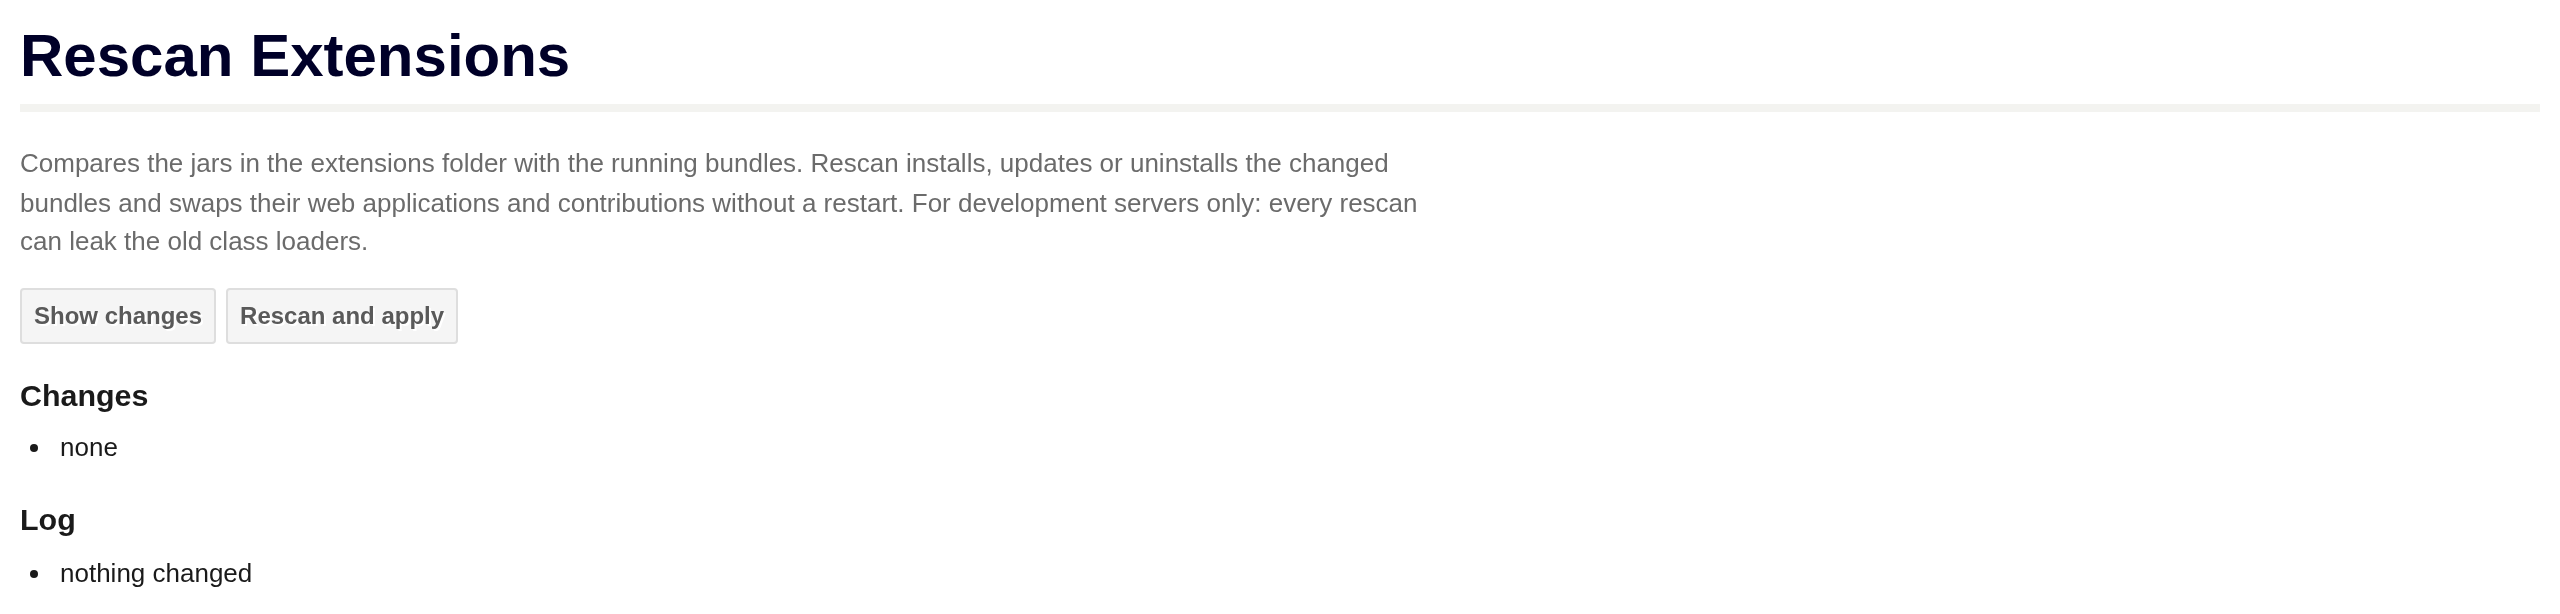 Rescan Extensions
Compares the jars in the extensions folder with the running bundles. Rescan installs, updates or uninstalls the changed
bundles and swaps their web applications and contributions without a restart. For development servers only: every rescan
can leak the old class loaders.
Show changes Rescan and apply
Changes
none
Log
nothing changed